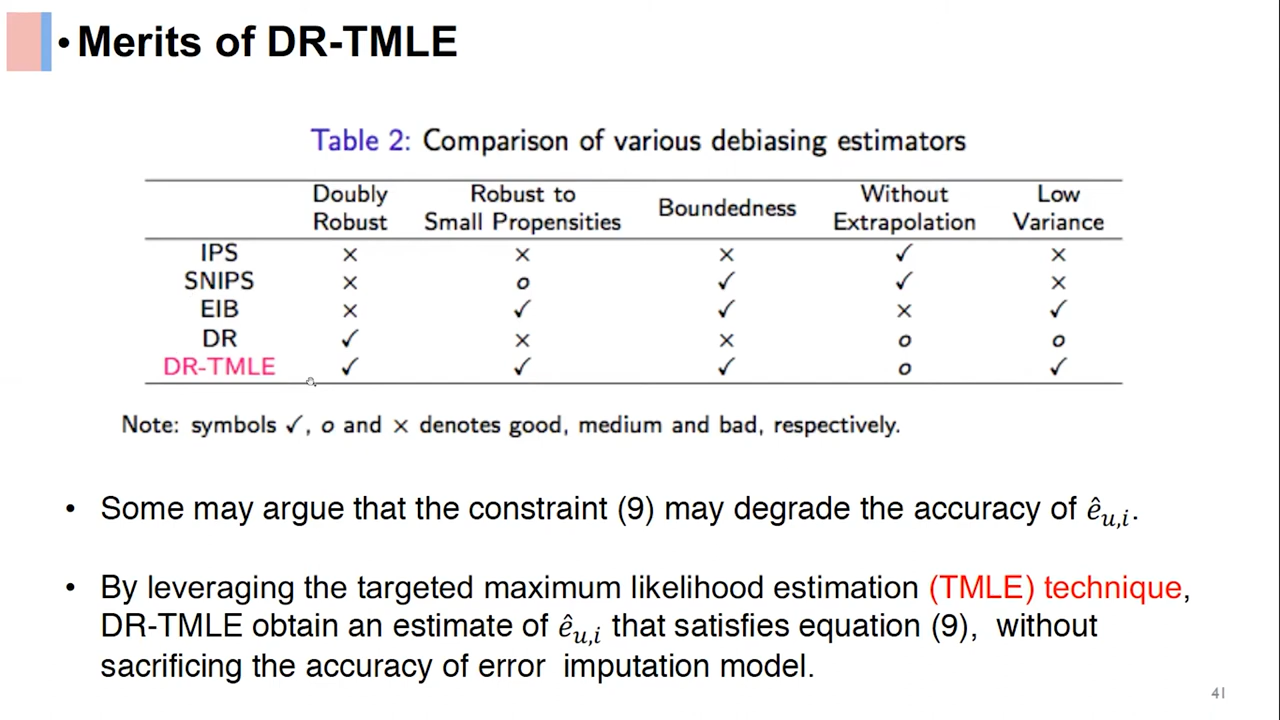 • Merits of DR-TMLE
Table 2: Comparison of various debiasing estimators
Doubly Robust | Robust to Small Propensities | Boundedness | Without Extrapolation | Low Variance
IPS × × × ✓ ×
SNIPS × o ✓ ✓ ×
EIB × ✓ ✓ × ✓
DR ✓ × × o o
DR-TMLE ✓ ✓ ✓ o ✓
Note: symbols ✓, o and × denotes good, medium and bad, respectively.
• Some may argue that the constraint (9) may degrade the accuracy of ê_{u,i}.
• By leveraging the targeted maximum likelihood estimation (TMLE) technique,
DR-TMLE obtain an estimate of ê_{u,i} that satisfies equation (9), without
sacrificing the accuracy of error imputation model.
41